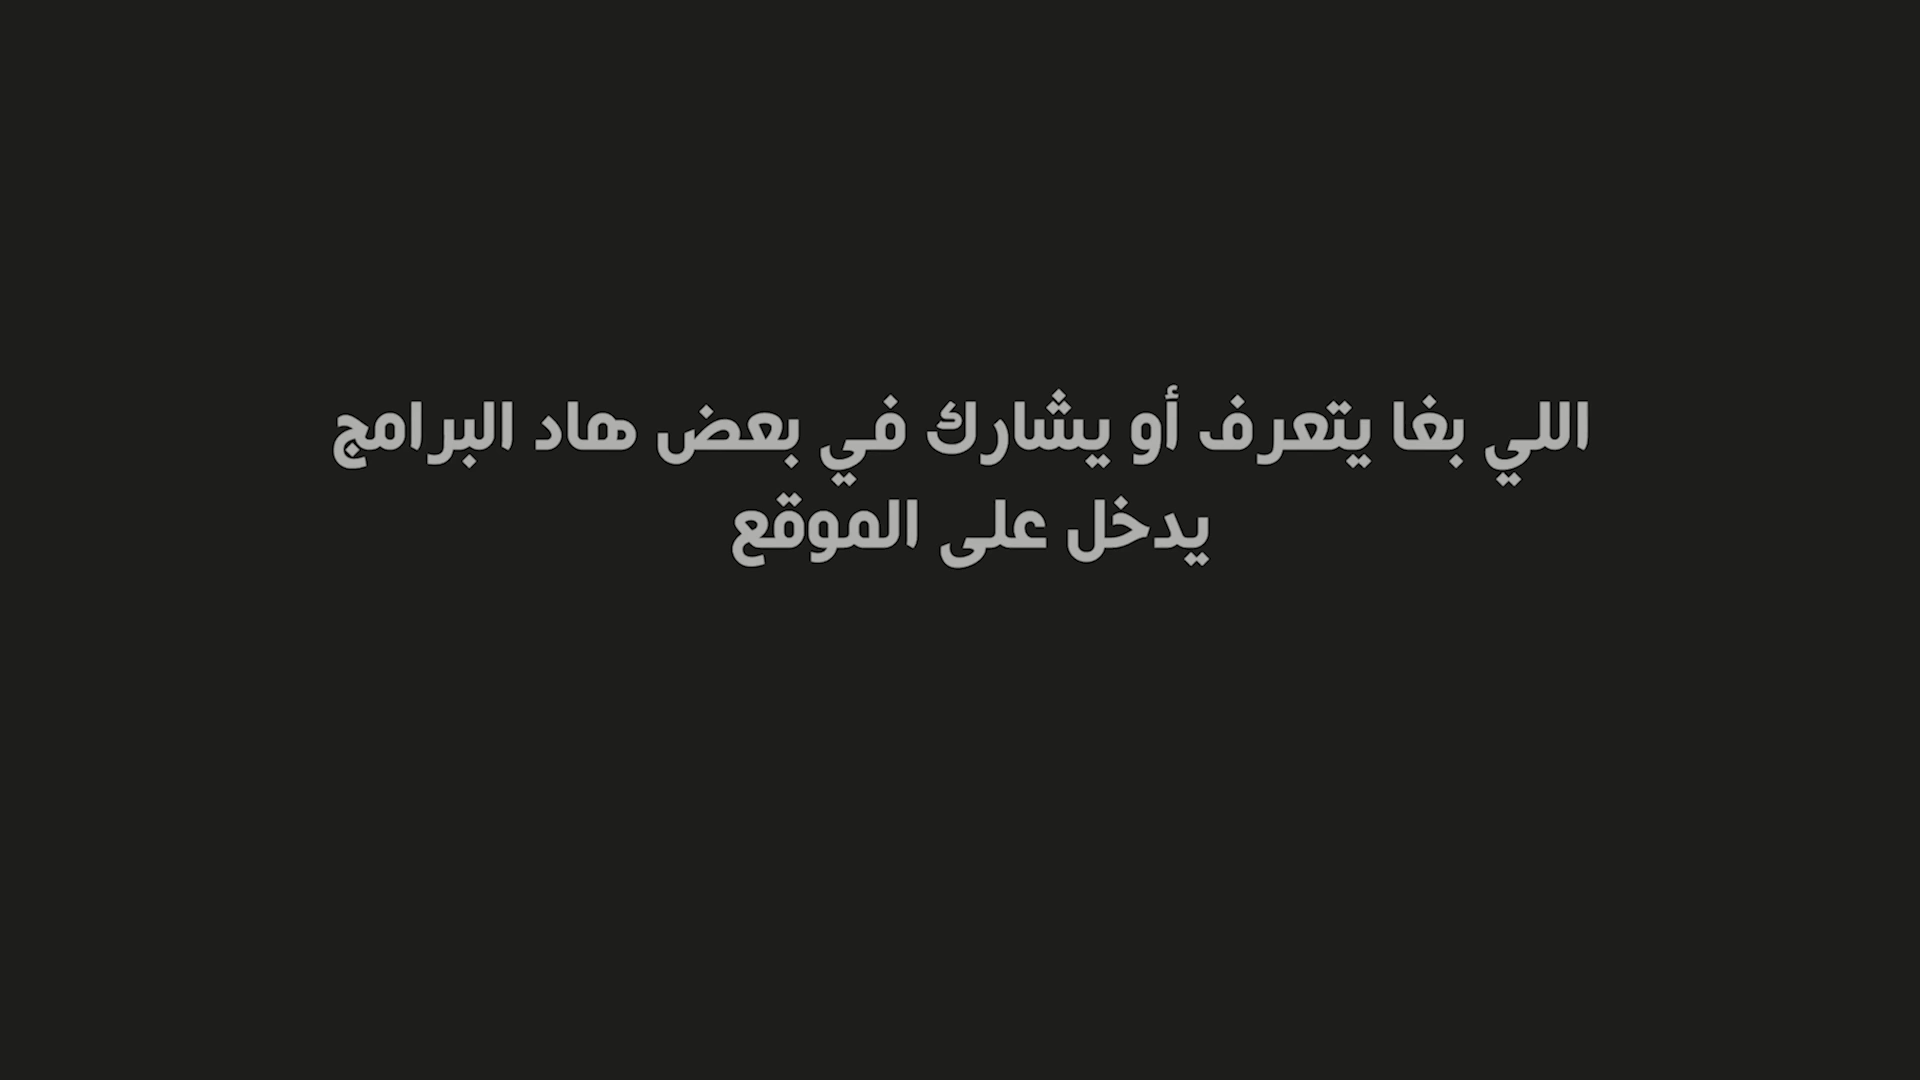 اللي بغا يتعرف أو يشارك في بعض هاد البرامج
يدخل على الموقع